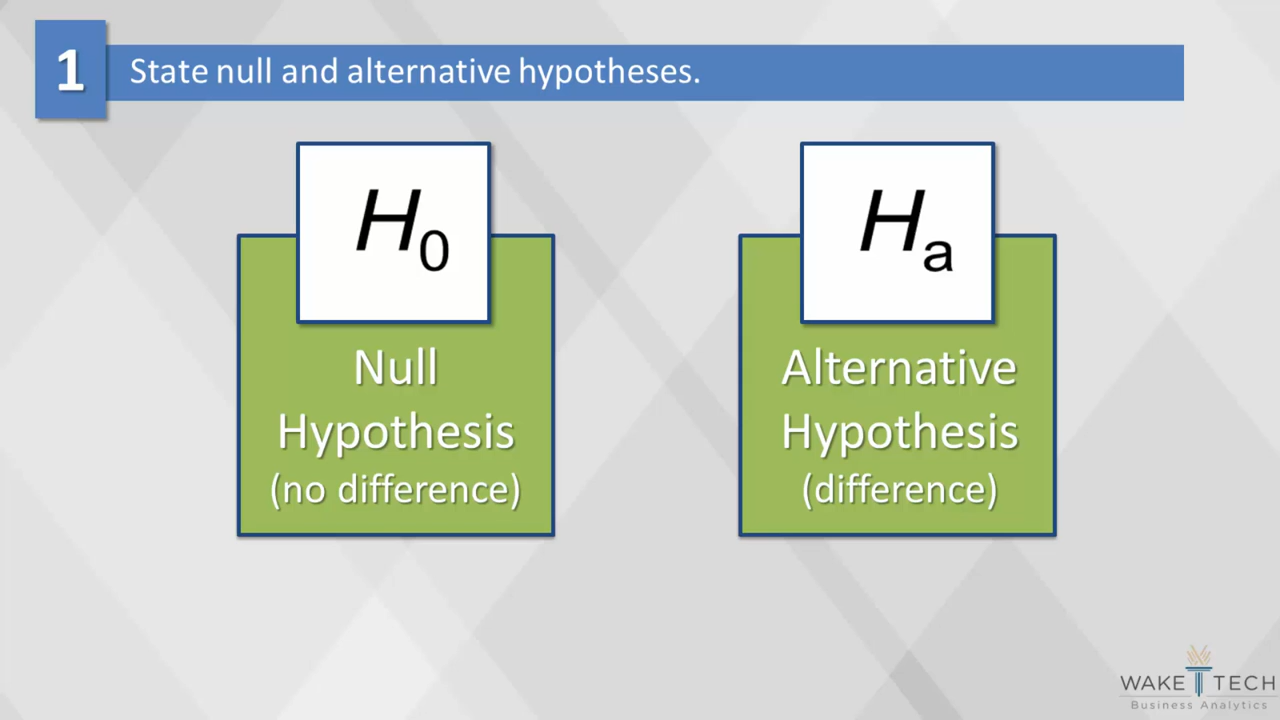 1
State null and alternative hypotheses.
H0
Null
Hypothesis
(no difference)
Ha
Alternative
Hypothesis
(difference)
WAKE TECH
Business Analytics